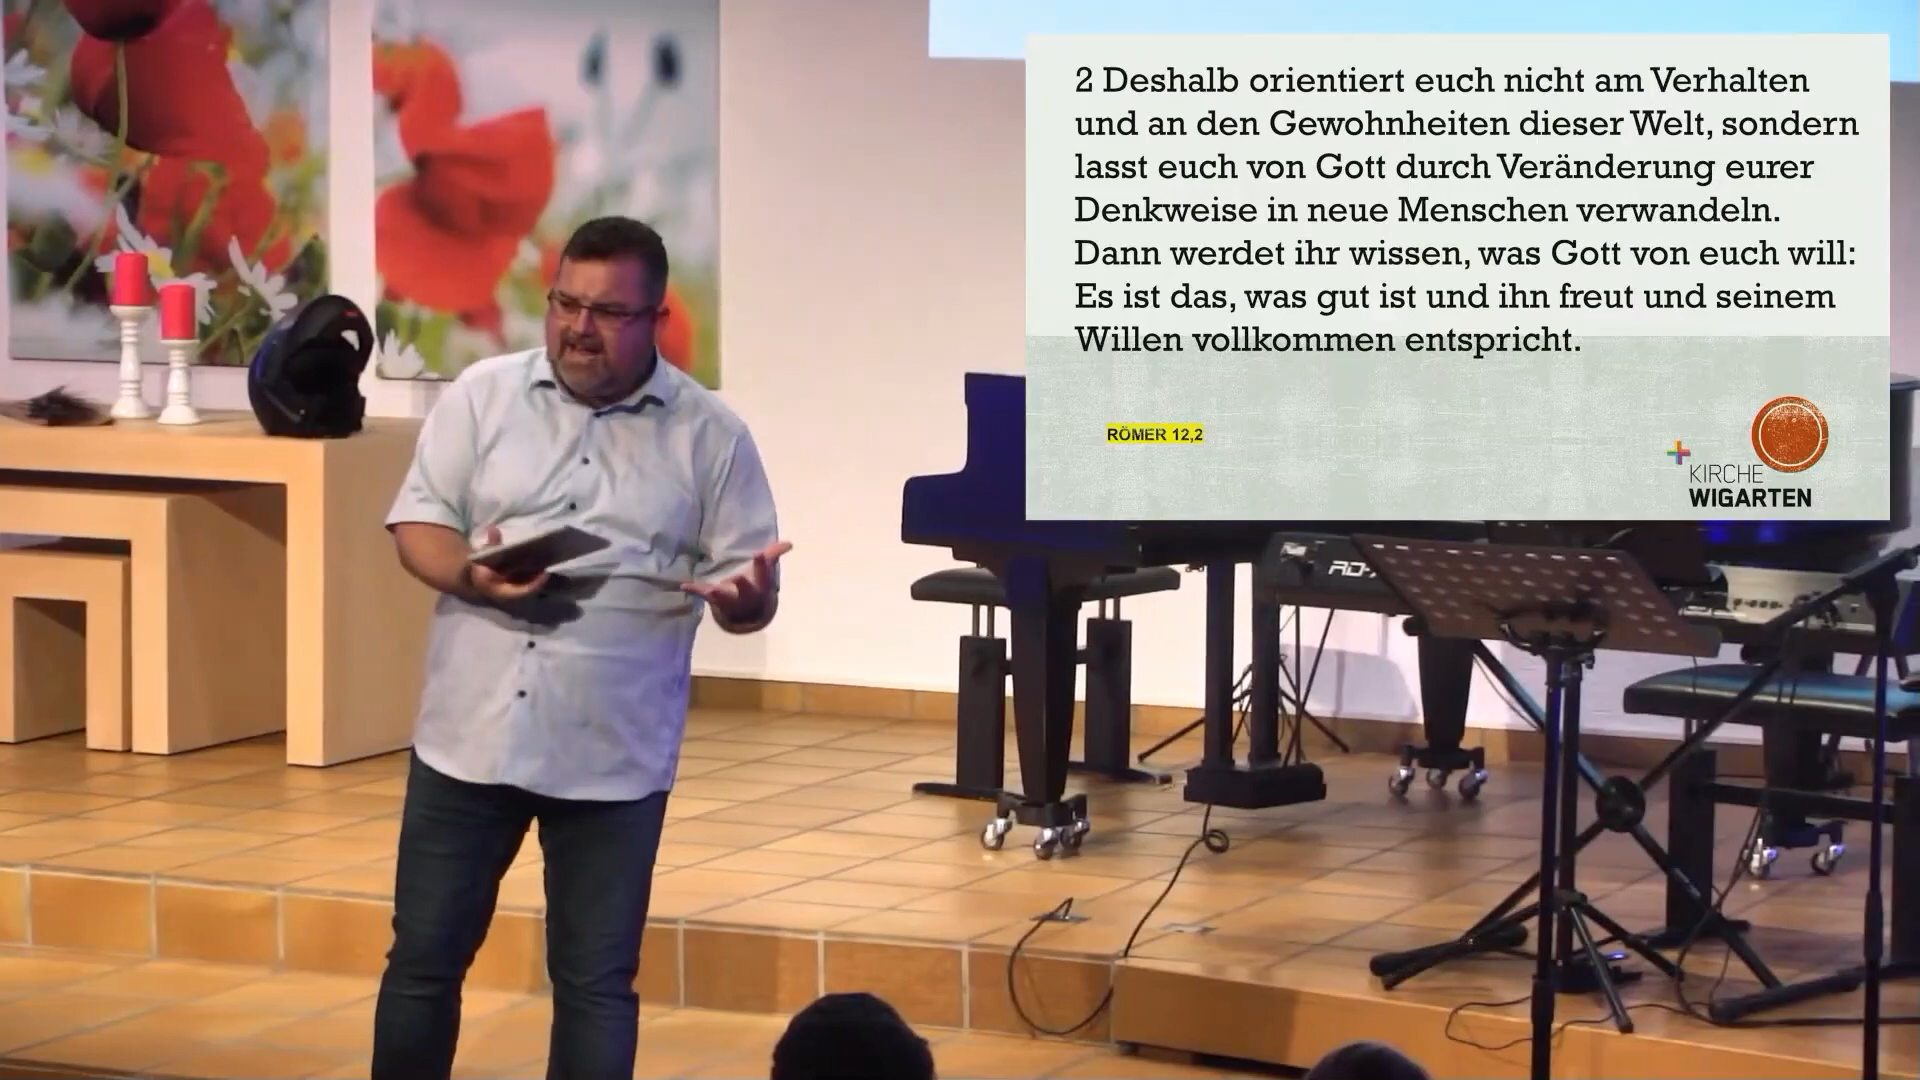 2 Deshalb orientiert euch nicht am Verhalten
und an den Gewohnheiten dieser Welt, sondern
lasst euch von Gott durch Veränderung eurer
Denkweise in neue Menschen verwandeln.
Dann werdet ihr wissen, was Gott von euch will:
Es ist das, was gut ist und ihn freut und seinem
Willen vollkommen entspricht.
RÖMER 12,2
KIRCHE
WIGARTEN